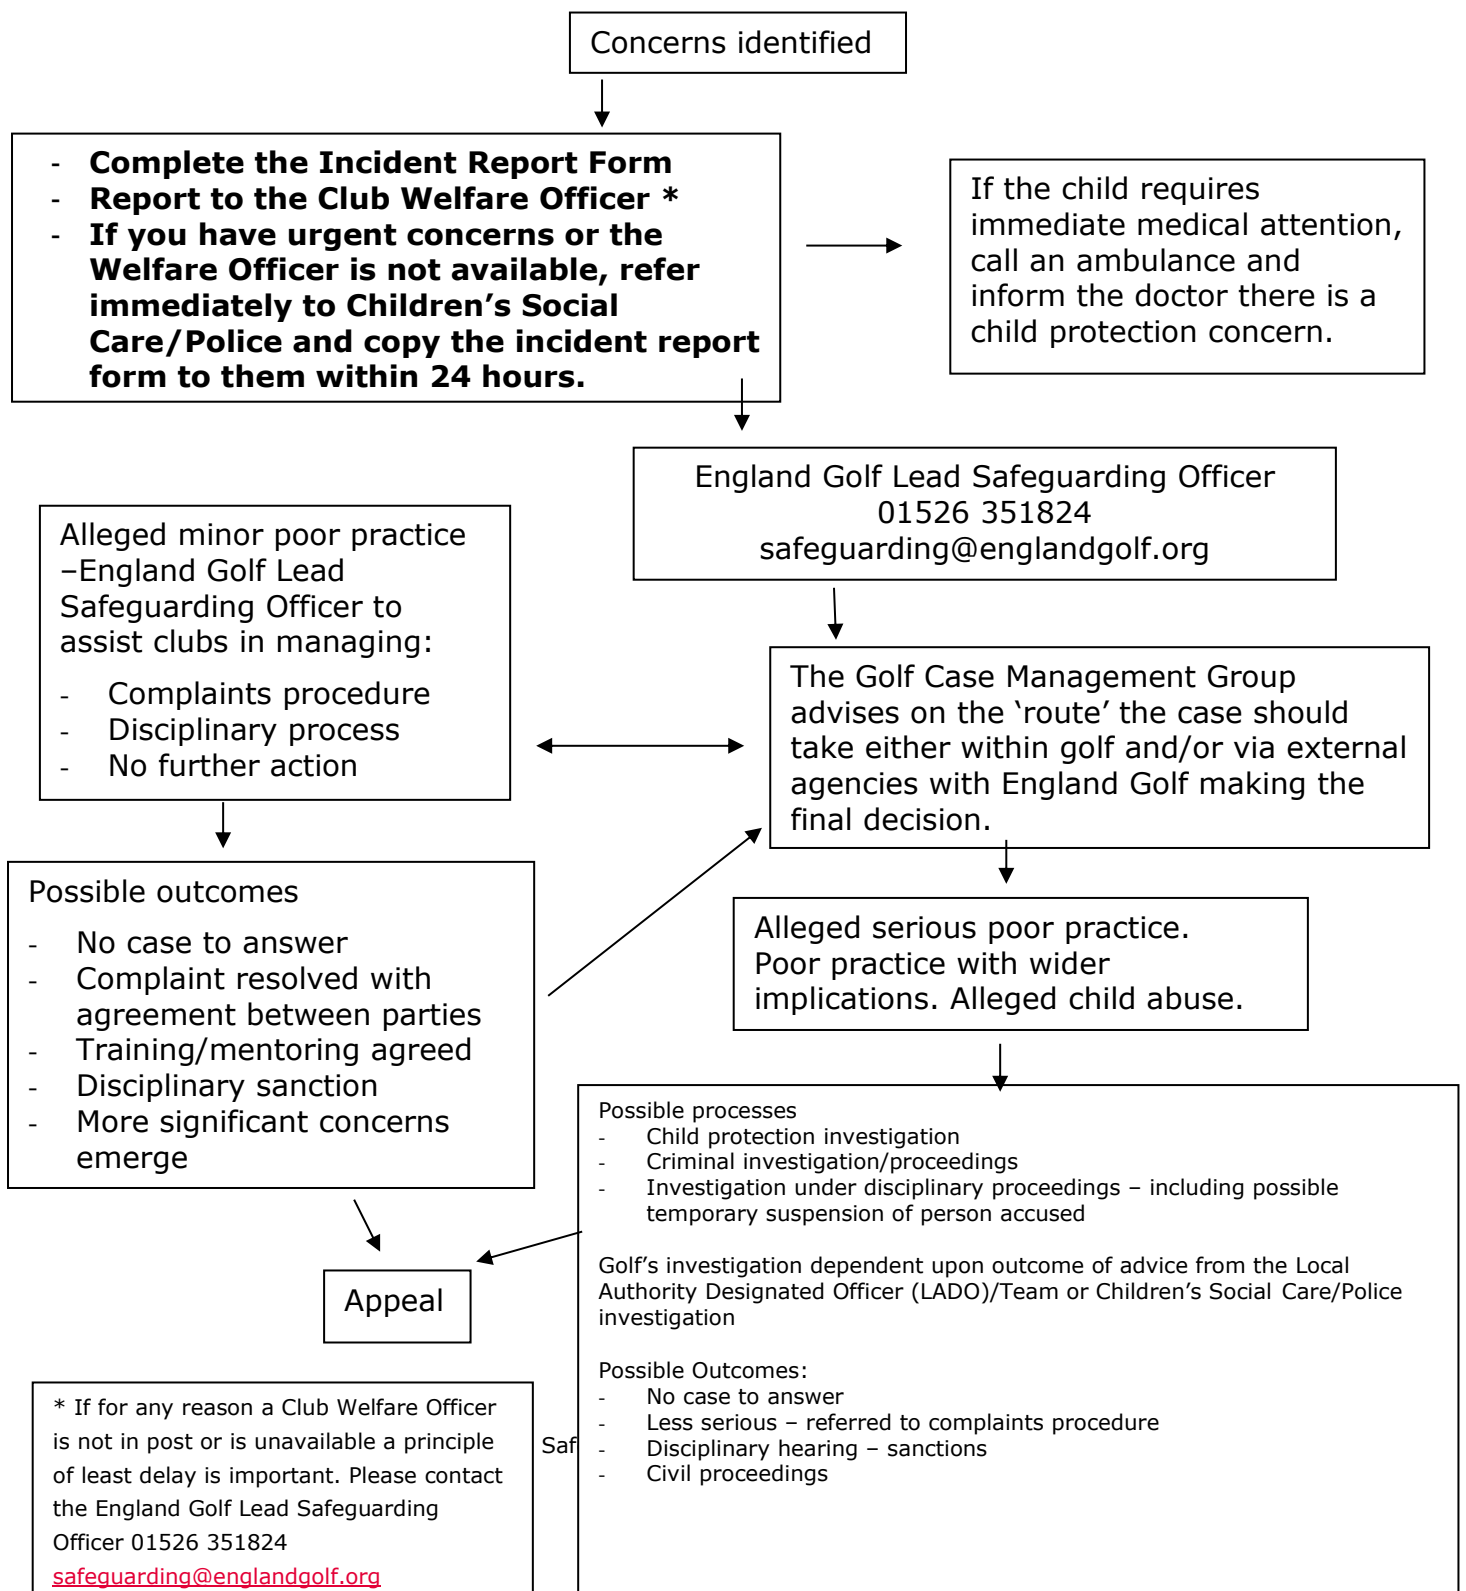 Concerns identified
- Complete the Incident Report Form
- Report to the Club Welfare Officer *
- If you have urgent concerns or the
Welfare Officer is not available, refer
immediately to Children’s Social
Care/Police and copy the incident report
form to them within 24 hours.
If the child requires
immediate medical attention,
call an ambulance and
inform the doctor there is a
child protection concern.
England Golf Lead Safeguarding Officer
01526 351824
safeguarding@englandgolf.org
Alleged minor poor practice
–England Golf Lead
Safeguarding Officer to
assist clubs in managing:
- Complaints procedure
- Disciplinary process
- No further action
The Golf Case Management Group
advises on the ‘route’ the case should
take either within golf and/or via external
agencies with England Golf making the
final decision.
Possible outcomes
- No case to answer
- Complaint resolved with
agreement between parties
- Training/mentoring agreed
- Disciplinary sanction
- More significant concerns
emerge
Alleged serious poor practice.
Poor practice with wider
implications. Alleged child abuse.
Possible processes
- Child protection investigation
- Criminal investigation/proceedings
- Investigation under disciplinary proceedings – including possible
temporary suspension of person accused
Golf’s investigation dependent upon outcome of advice from the Local
Authority Designated Officer (LADO)/Team or Children’s Social Care/Police
investigation
Possible Outcomes:
- No case to answer
- Less serious – referred to complaints procedure
- Disciplinary hearing – sanctions
- Civil proceedings
Appeal
* If for any reason a Club Welfare Officer
is not in post or is unavailable a principle
of least delay is important. Please contact
the England Golf Lead Safeguarding
Officer 01526 351824
safeguarding@englandgolf.org
Saf